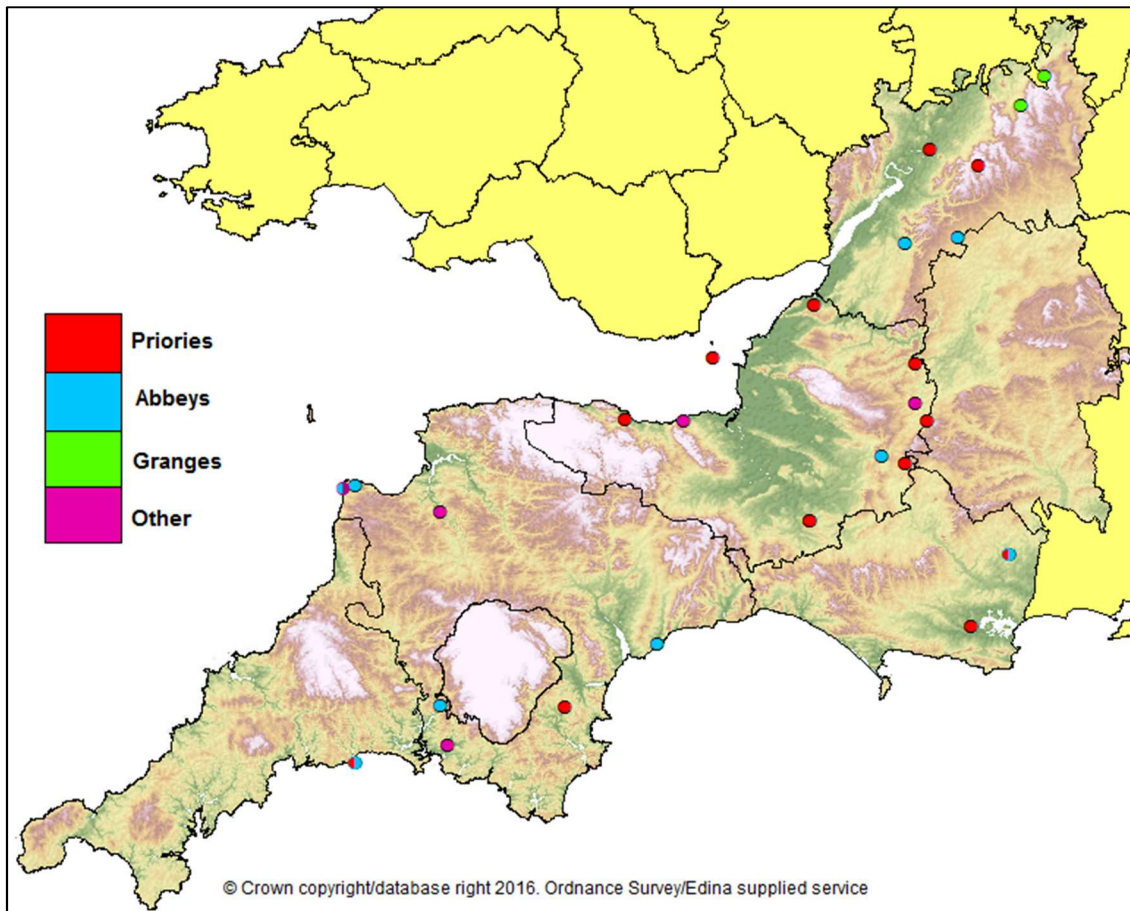 Priories
Abbeys
Granges
Other
© Crown copyright/database right 2016. Ordnance Survey/Edina supplied service